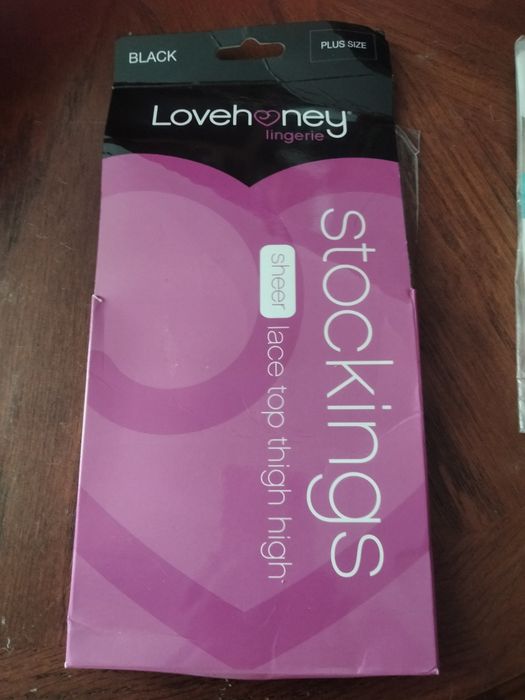 BLACK
PLUS SIZE
Lovehoney
lingerie
stockings
sheer lace top thigh high